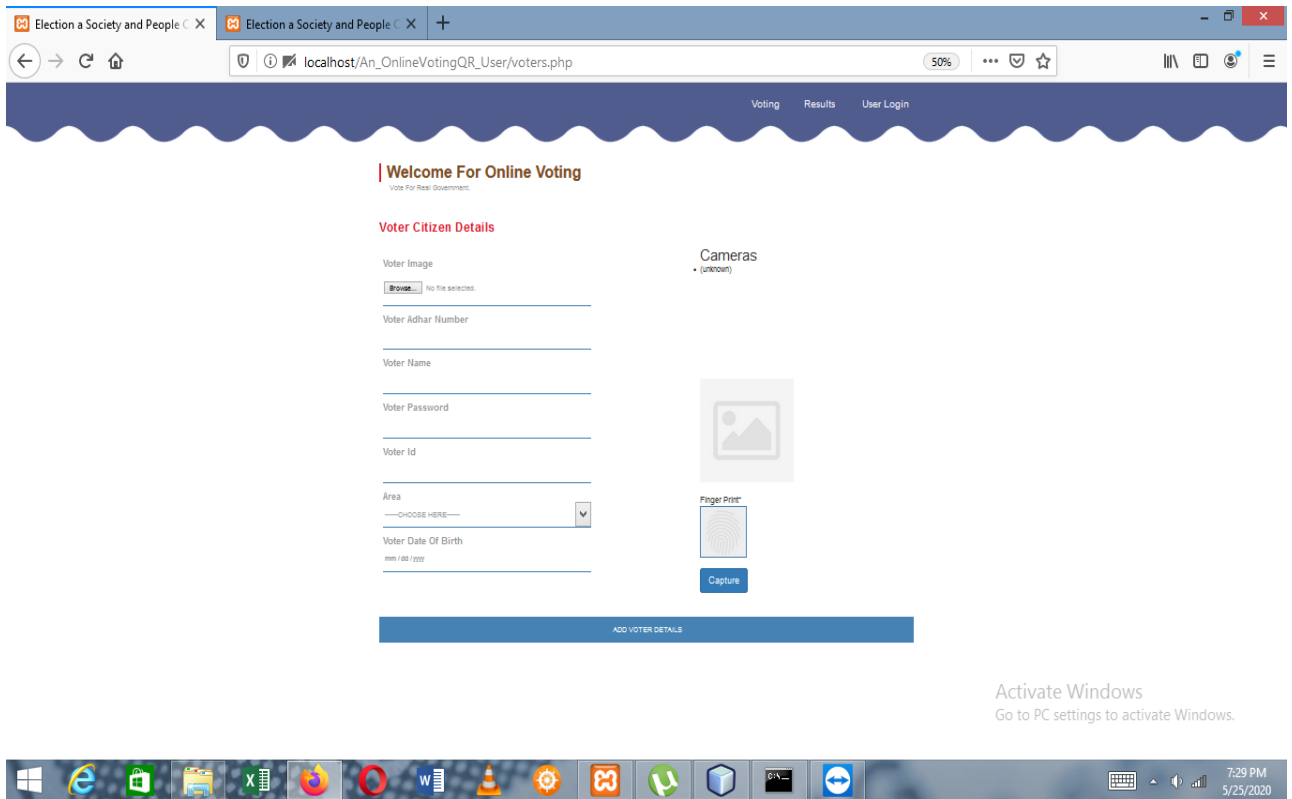 Election a Society and People C
Election a Society and People C
localhost/An_OnlineVotingQR_User/voters.php
50%
Voting Results User Login
Welcome For Online Voting
Vote For Real Government.
Voter Citizen Details
Voter Image
Browse... No file selected.
Voter Adhar Number
Voter Name
Voter Password
Voter Id
Area
-----CHOOSE HERE-----
Voter Date Of Birth
mm / dd / yyyy
Cameras
• (unknown)
Finger Print*
Capture
ADD VOTER DETAILS
Activate Windows
Go to PC settings to activate Windows.
C:\_
7:29 PM
5/25/2020